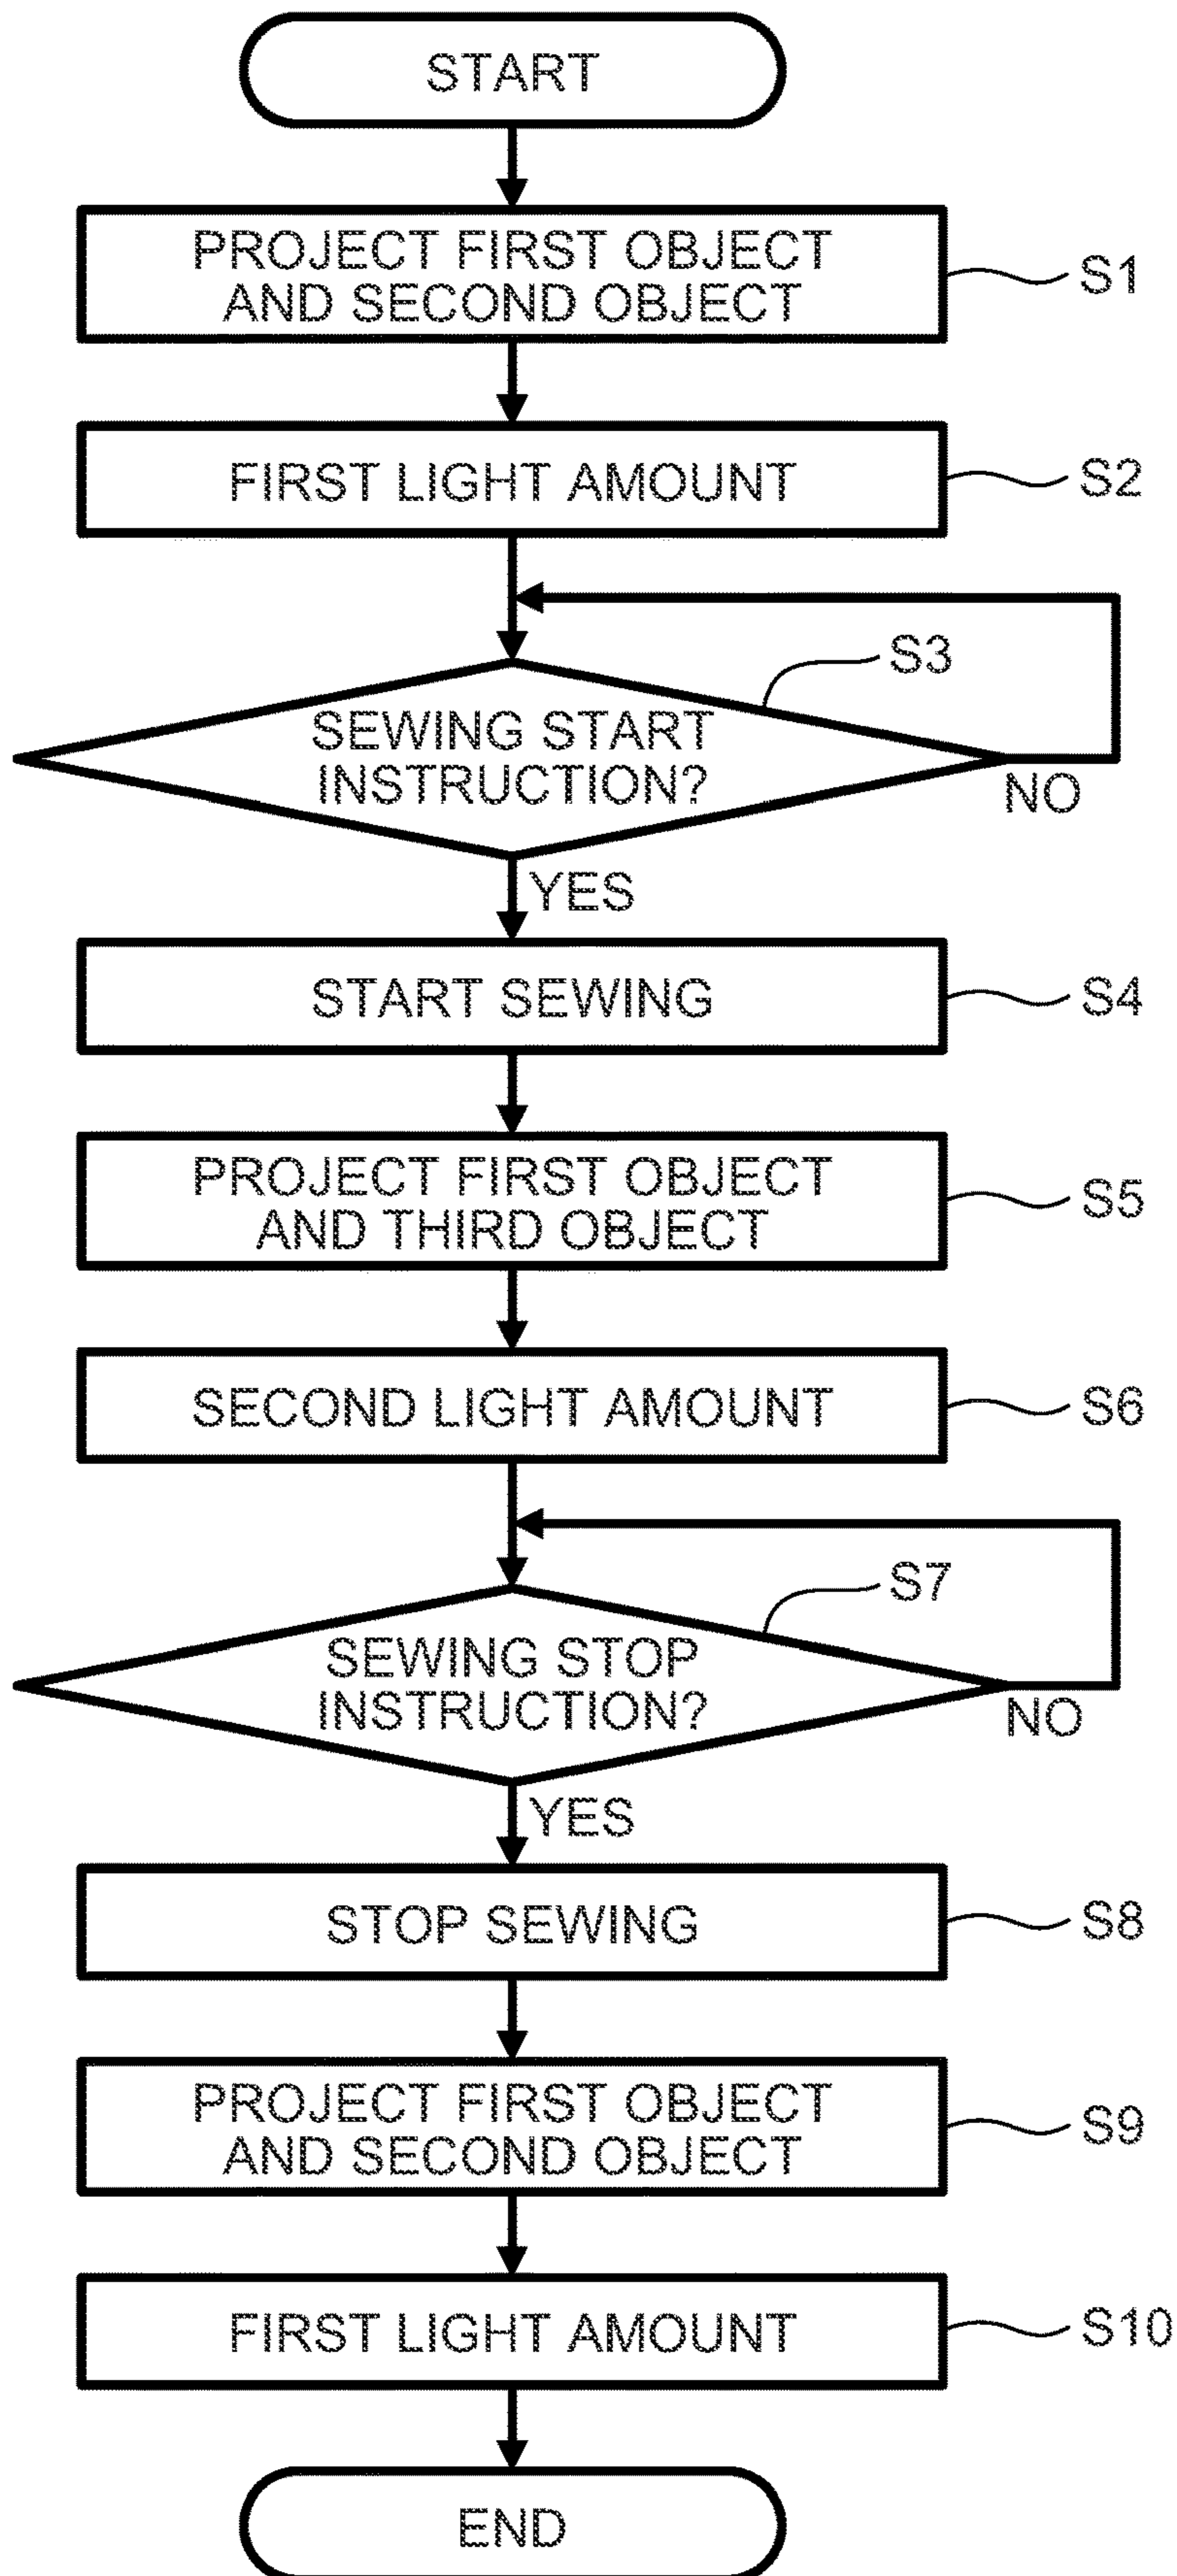 START
PROJECT FIRST OBJECT
AND SECOND OBJECT
S1
FIRST LIGHT AMOUNT
S2
S3
SEWING START
INSTRUCTION?
NO
YES
START SEWING
S4
PROJECT FIRST OBJECT
AND THIRD OBJECT
S5
SECOND LIGHT AMOUNT
S6
S7
SEWING STOP
INSTRUCTION?
NO
YES
STOP SEWING
S8
PROJECT FIRST OBJECT
AND SECOND OBJECT
S9
FIRST LIGHT AMOUNT
S10
END